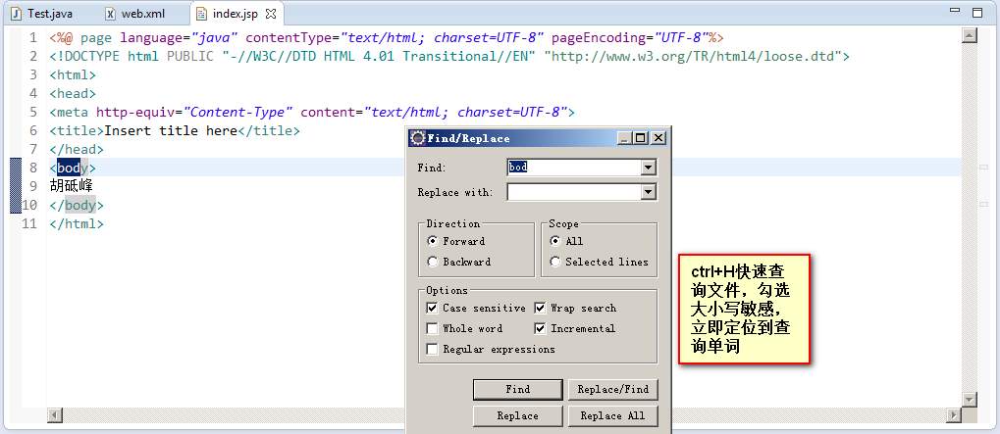 Test.java web.xml index.jsp
1 <%@ page language="java" contentType="text/html; charset=UTF-8" pageEncoding="UTF-8"%>
2 <!DOCTYPE html PUBLIC "-//W3C//DTD HTML 4.01 Transitional//EN" "http://www.w3.org/TR/html4/loose.dtd">
3 <html>
4 <head>
5 <meta http-equiv="Content-Type" content="text/html; charset=UTF-8">
6 <title>Insert title here</title>
7 </head>
8 <body>
9 胡砥峰
10 </body>
11 </html>
Find/Replace
Find: bod
Replace with:
Direction
Forward
Backward
Scope
All
Selected lines
Options
Case sensitive Wrap search
Whole word Incremental
Regular expressions
Find Replace/Find
Replace Replace All
ctrl+H快速查
询文件，勾选
大小写敏感，
立即定位到查
询单词